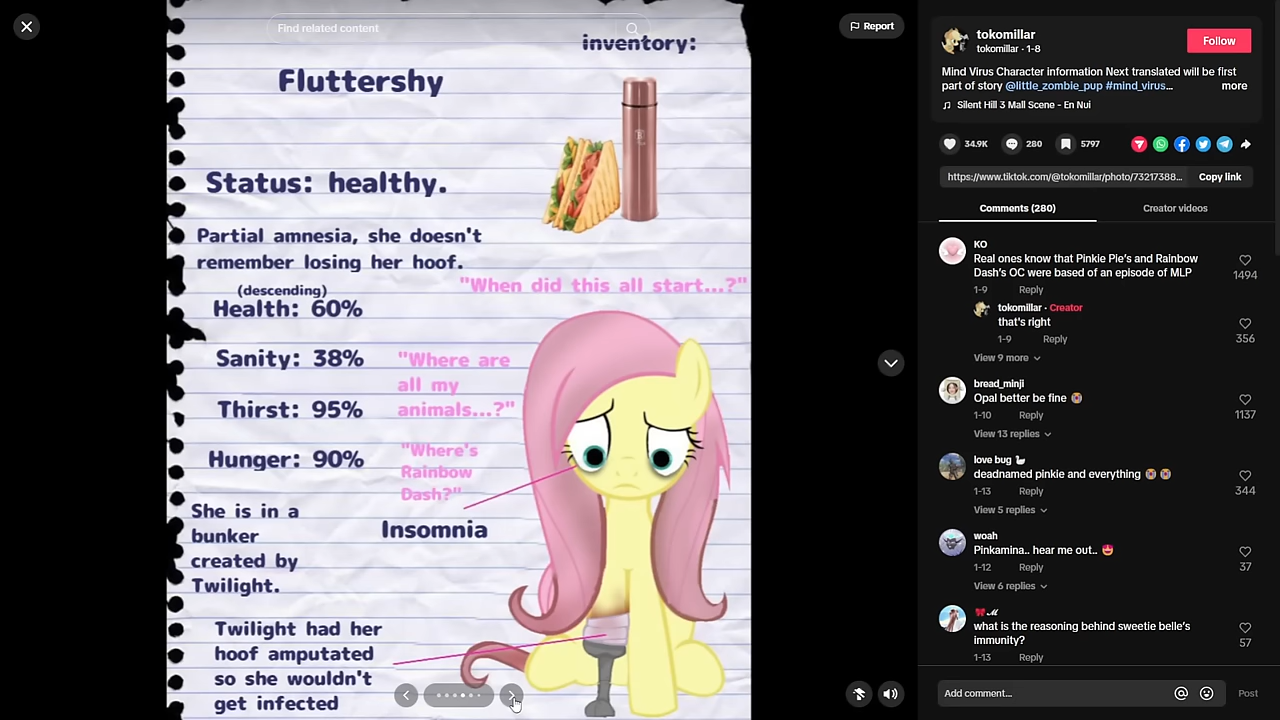 Find related content
Report
inventory:
Fluttershy
Status: healthy.
Partial amnesia, she doesn't
remember losing her hoof.
"When did this all start...?"
(descending)
Health: 60%
Sanity: 38%
"Where are
all my
animals...?"
Thirst: 95%
Hunger: 90%
"Where's
Rainbow
Dash?"
Insomnia
She is in a
bunker
created by
Twilight.
Twilight had her
hoof amputated
so she wouldn't
get infected
tokomillar
tokomillar · 1-8
Follow
Mind Virus Character information Next translated will be first
part of story @little_zombie_pup #mind_virus...
more
Silent Hill 3 Mall Scene - En Nui
34.9K
280
5797
https://www.tiktok.com/@tokomillar/photo/73217388...
Copy link
Comments (280)
Creator videos
KO
Real ones know that Pinkie Pie's and Rainbow
Dash's OC were based of an episode of MLP
1494
1-9 Reply
tokomillar · Creator
that's right
356
1-9 Reply
View 9 more
bread_minji
Opal better be fine
1137
1-10 Reply
View 13 replies
love bug
deadnamed pinkie and everything
344
1-13 Reply
View 5 replies
woah
Pinkamina.. hear me out..
37
1-12 Reply
View 6 replies
what is the reasoning behind sweetie belle's
immunity?
57
1-13 Reply
Add comment...
Post